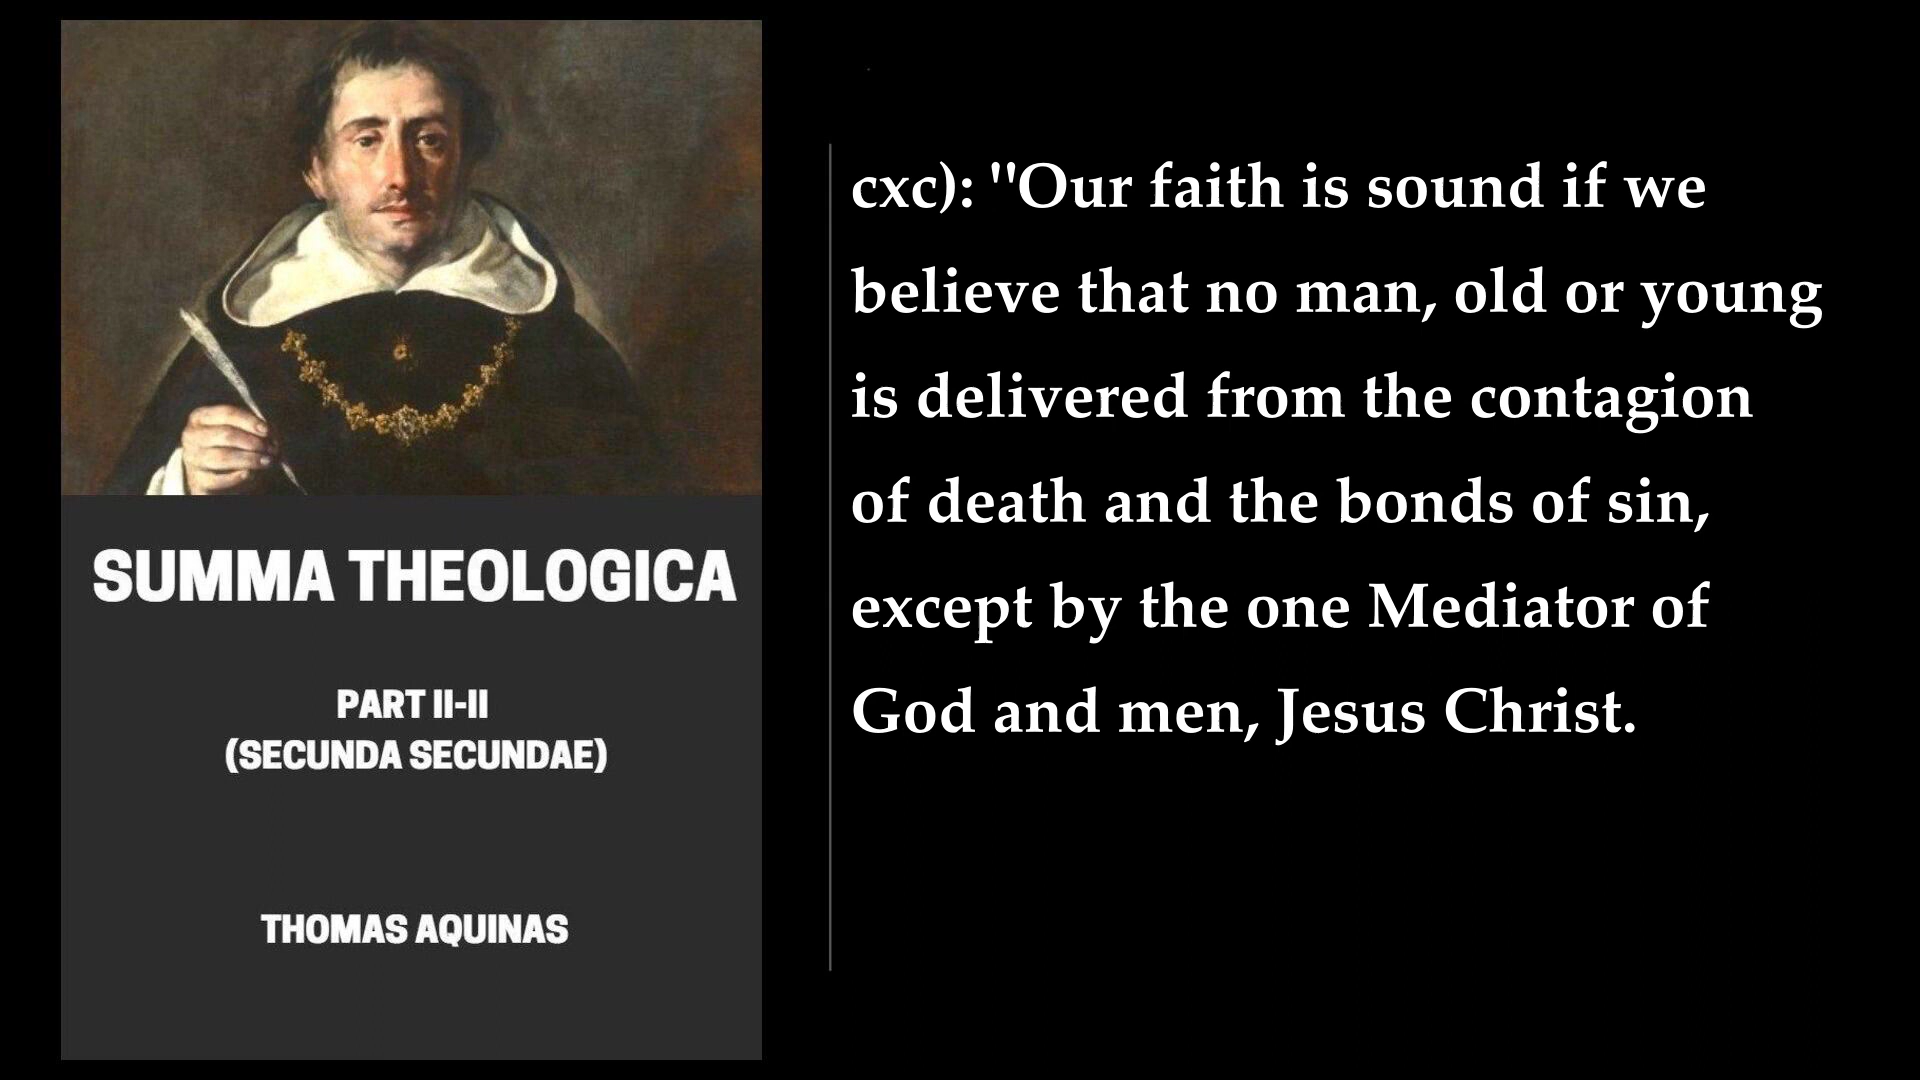 SUMMA THEOLOGICA
PART II-II
(SECUNDA SECUNDAE)
THOMAS AQUINAS
cxc): "Our faith is sound if we
believe that no man, old or young
is delivered from the contagion
of death and the bonds of sin,
except by the one Mediator of
God and men, Jesus Christ.